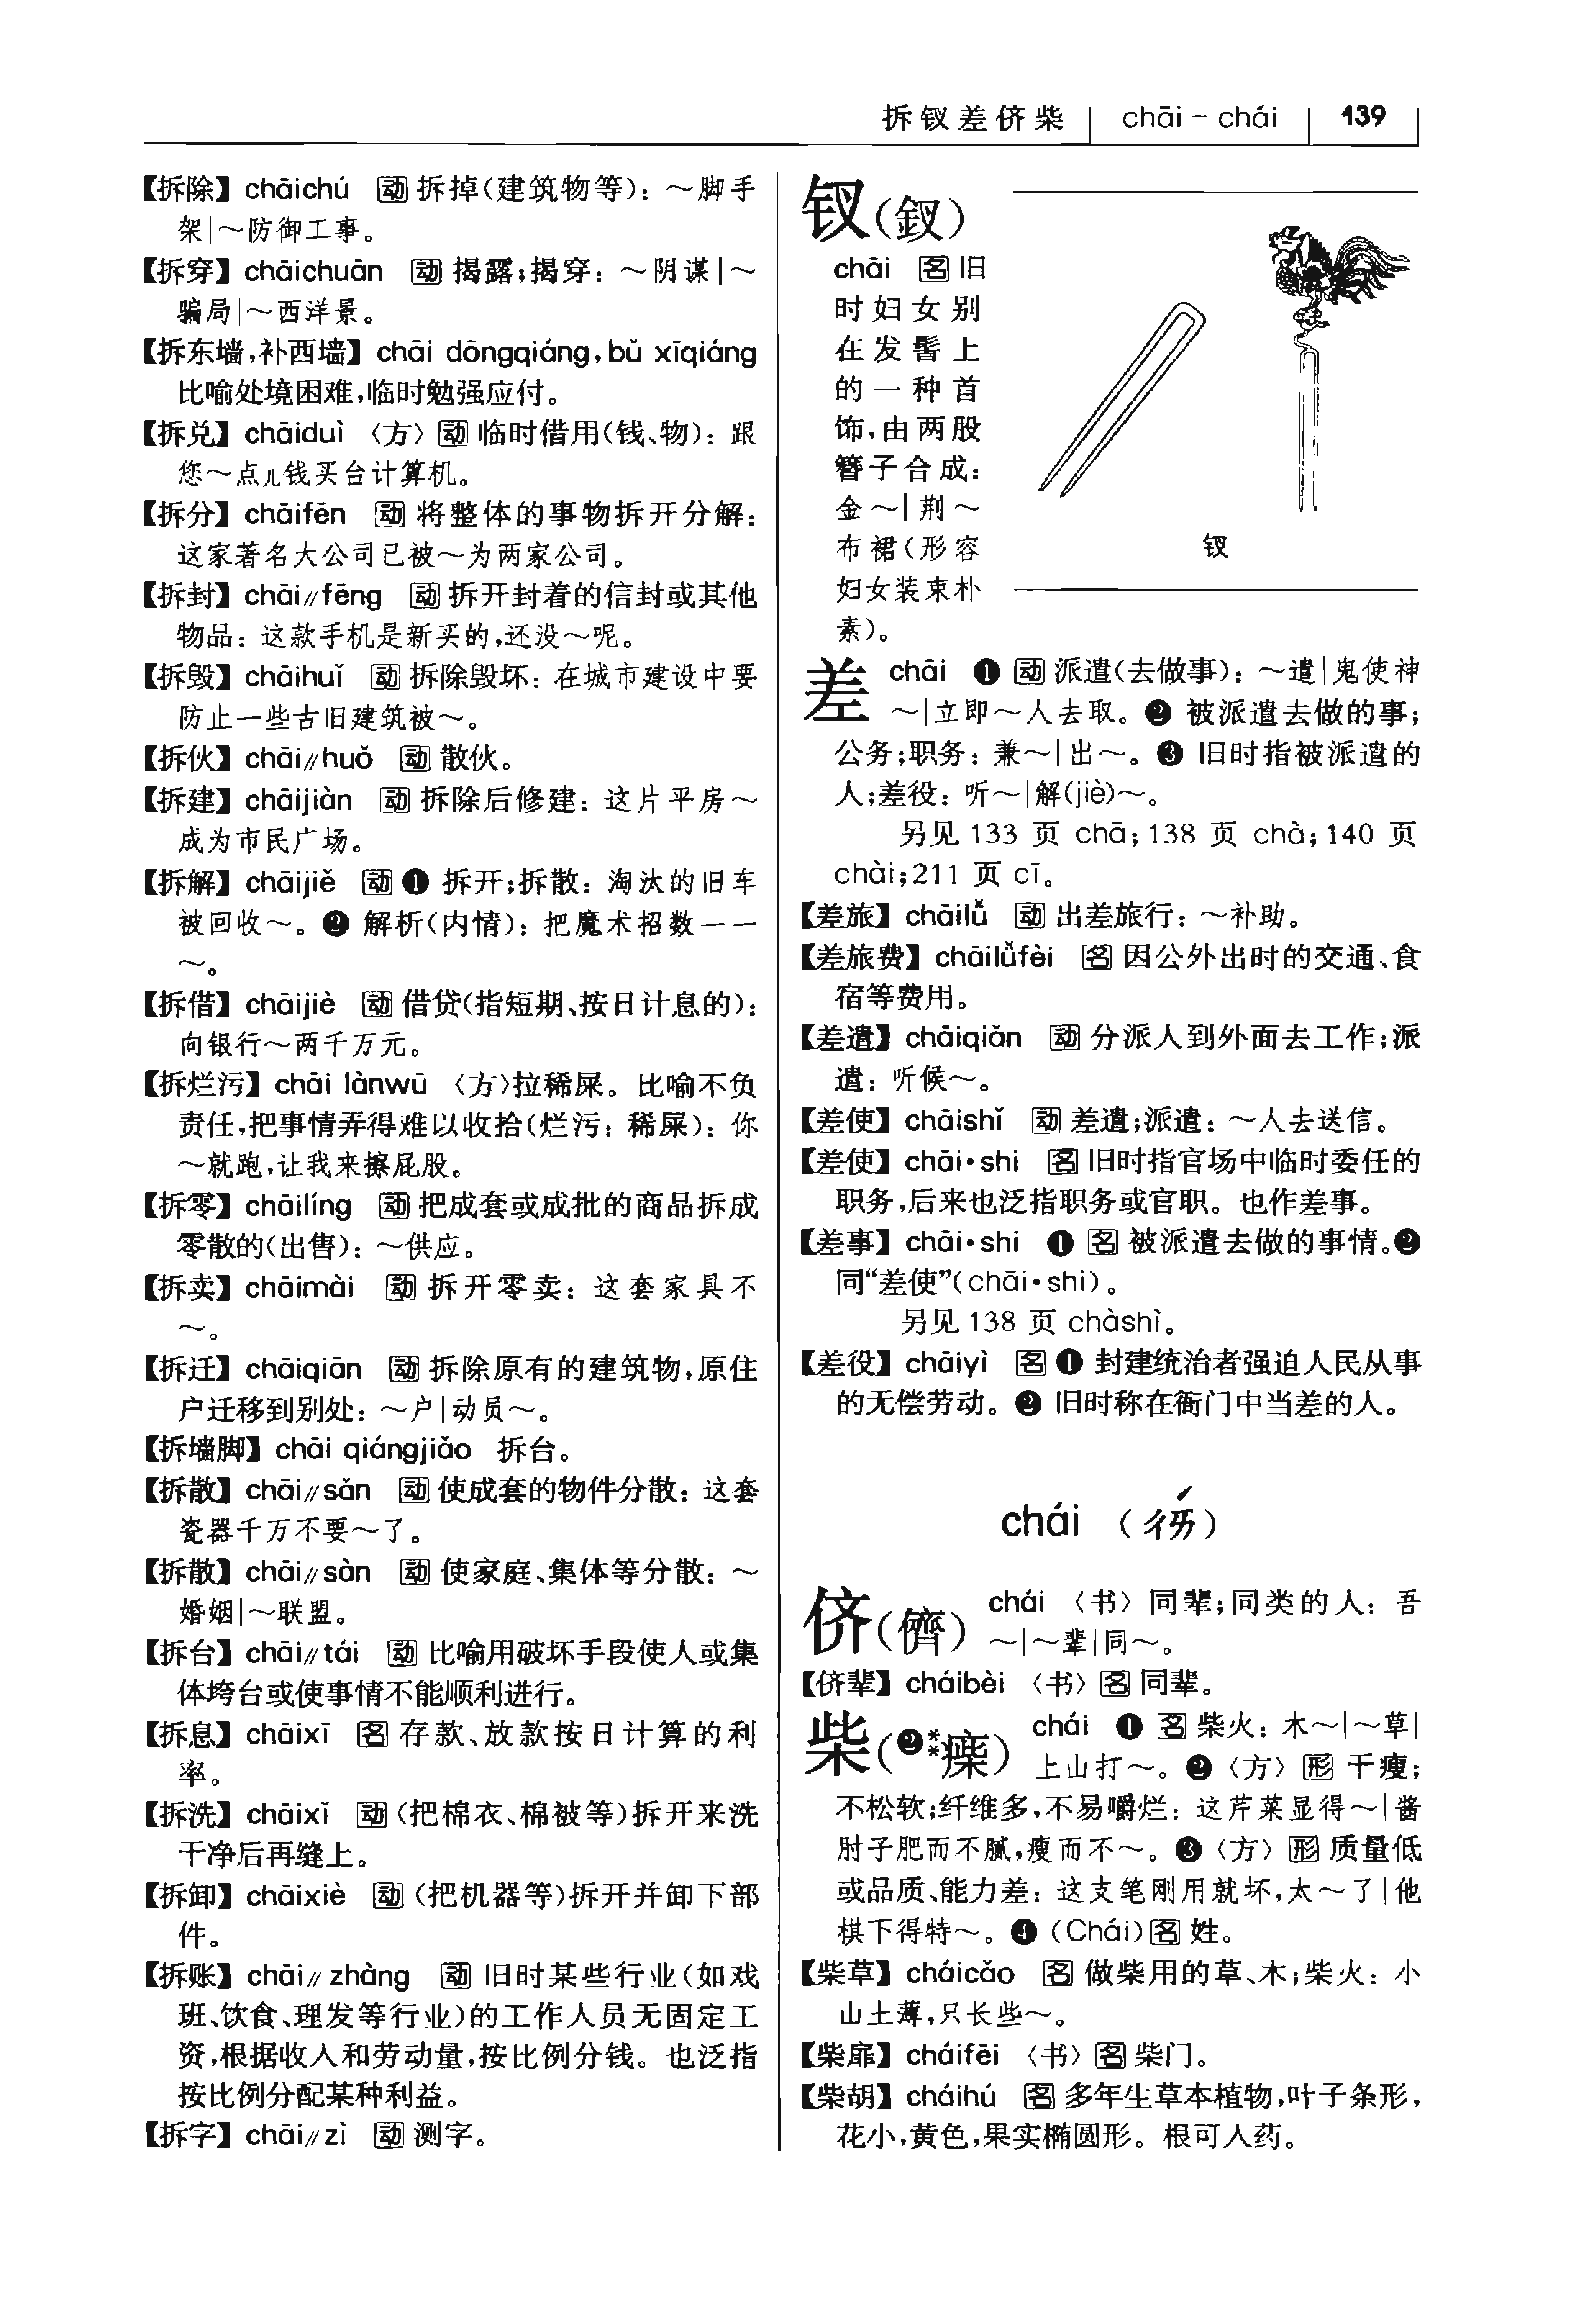 拆钗差侪柴 chāi－chái 139
【拆除】 chāichú 动 拆掉（建筑物等）：～脚手
架|～防御工事。
【拆穿】 chāichuān 动 揭露；揭穿：～阴谋|～
骗局|～西洋景。
【拆东墙，补西墙】 chāi dōngqiáng, bǔ xīqiáng
比喻处境困难，临时勉强应付。
【拆兑】 chāiduì 〈方〉 动 临时借用（钱、物）：跟
您～点儿钱买台计算机。
【拆分】 chāifēn 动 将整体的事物拆开分解：
这家著名大公司已被～为两家公司。
【拆封】 chāi//fēng 动 拆开封着的信封或其他
物品：这款手机是新买的，还没～呢。
【拆毁】 chāihuǐ 动 拆除毁坏：在城市建设中要
防止一些古旧建筑被～。
【拆伙】 chāi//huǒ 动 散伙。
【拆建】 chāijiàn 动 拆除后修建：这片平房～
成为市民广场。
【拆解】 chāijiě 动 ❶ 拆开；拆散：淘汰的旧车
被回收～。❷ 解析（内情）：把魔术招数一一
～。
【拆借】 chāijiè 动 借贷（指短期、按日计息的）：
向银行～两千万元。
【拆烂污】 chāi lànwū 〈方〉拉稀屎。比喻不负
责任，把事情弄得难以收拾（烂污：稀屎）：你
～就跑，让我来擦屁股。
【拆零】 chāilíng 动 把成套或成批的商品拆成
零散的（出售）：～供应。
【拆卖】 chāimài 动 拆开零卖：这套家具不
～。
【拆迁】 chāiqiān 动 拆除原有的建筑物，原住
户迁移到别处：～户|动员～。
【拆墙脚】 chāi qiángjiǎo 拆台。
【拆散】 chāi//sǎn 动 使成套的物件分散：这套
瓷器千万不要～了。
【拆散】 chāi//sàn 动 使家庭、集体等分散：～
婚姻|～联盟。
【拆台】 chāi//tái 动 比喻用破坏手段使人或集
体垮台或使事情不能顺利进行。
【拆息】 chāixī 名 存款、放款按日计算的利
率。
【拆洗】 chāixǐ 动 （把棉衣、棉被等）拆开来洗
干净后再缝上。
【拆卸】 chāixiè 动 （把机器等）拆开并卸下部
件。
【拆账】 chāi//zhàng 动 旧时某些行业（如戏
班、饮食、理发等行业）的工作人员无固定工
资，根据收入和劳动量，按比例分钱。也泛指
按比例分配某种利益。
【拆字】 chāi//zì 动 测字。
钗（釵）
chāi 名 旧
时妇女别
在发髻上
的一种首
饰，由两股
簪子合成：
金～|荆～
布裙（形容
妇女装束朴
素）。
钗
差 chāi ❶ 动 派遣（去做事）：～遣|鬼使神
～|立即～人去取。❷ 被派遣去做的事；
公务；职务：兼～|出～。❸ 旧时指被派遣的
人；差役：听～|解(jiè)～。
另见 133 页 chā；138 页 chà；140 页
chài；211 页 cī。
【差旅】 chāilǚ 动 出差旅行：～补助。
【差旅费】 chāilǚfèi 名 因公外出时的交通、食
宿等费用。
【差遣】 chāiqiǎn 动 分派人到外面去工作；派
遣：听候～。
【差使】 chāishǐ 动 差遣；派遣：～人去送信。
【差使】 chāi·shi 名 旧时指官场中临时委任的
职务，后来也泛指职务或官职。也作差事。
【差事】 chāi·shi ❶ 名 被派遣去做的事情。❷
同“差使”(chāi·shi)。
另见 138 页 chàshì。
【差役】 chāiyì 名 ❶ 封建统治者强迫人民从事
的无偿劳动。❷ 旧时称在衙门中当差的人。
chái （ㄔㄞˊ）
侪（儕） chái 〈书〉 同辈；同类的人：吾
～|～辈|同～。
【侪辈】 cháibèi 〈书〉 名 同辈。
柴（❷**㾹） chái ❶ 名 柴火：木～|～草|
上山打～。❷〈方〉 形 干瘦；
不松软；纤维多，不易嚼烂：这芹菜显得～|酱
肘子肥而不腻，瘦而不～。❸〈方〉 形 质量低
或品质、能力差：这支笔刚用就坏，太～了|他
棋下得特～。❹ (Chái) 名 姓。
【柴草】 cháicǎo 名 做柴用的草、木；柴火：小
山土薄，只长些～。
【柴扉】 cháifēi 〈书〉 名 柴门。
【柴胡】 cháihú 名 多年生草本植物，叶子条形，
花小，黄色，果实椭圆形。根可入药。